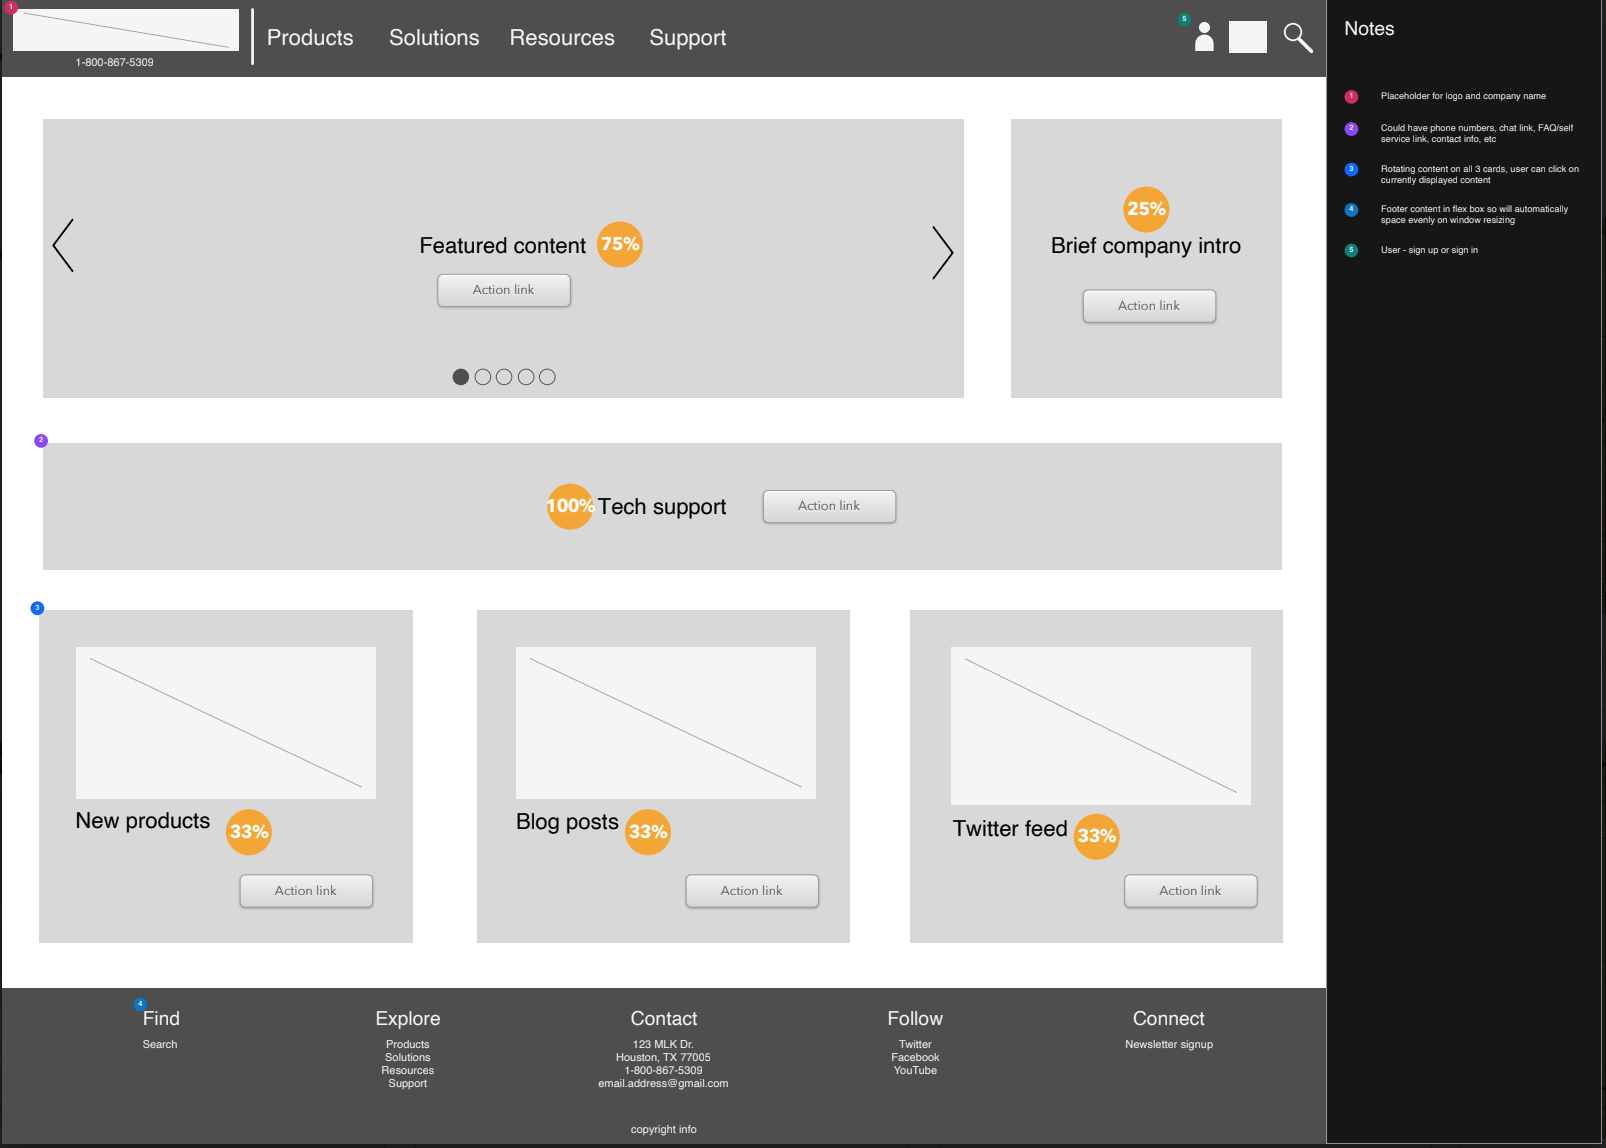 1
1-800-867-5309
Products
Solutions
Resources
Support
5
Featured content
75%
Action link
25%
Brief company intro
Action link
2
100%
Tech support
Action link
3
New products
33%
Action link
Blog posts
33%
Action link
Twitter feed
33%
Action link
4
Find
Search
Explore
Products
Solutions
Resources
Support
Contact
123 MLK Dr.
Houston, TX 77005
1-800-867-5309
email.address@gmail.com
Follow
Twitter
Facebook
YouTube
Connect
Newsletter signup
copyright info
Notes
1
Placeholder for logo and company name
2
Could have phone numbers, chat link, FAQ/self
service link, contact info, etc
3
Rotating content on all 3 cards, user can click on
currently displayed content
4
Footer content in flex box so will automatically
space evenly on window resizing
5
User - sign up or sign in